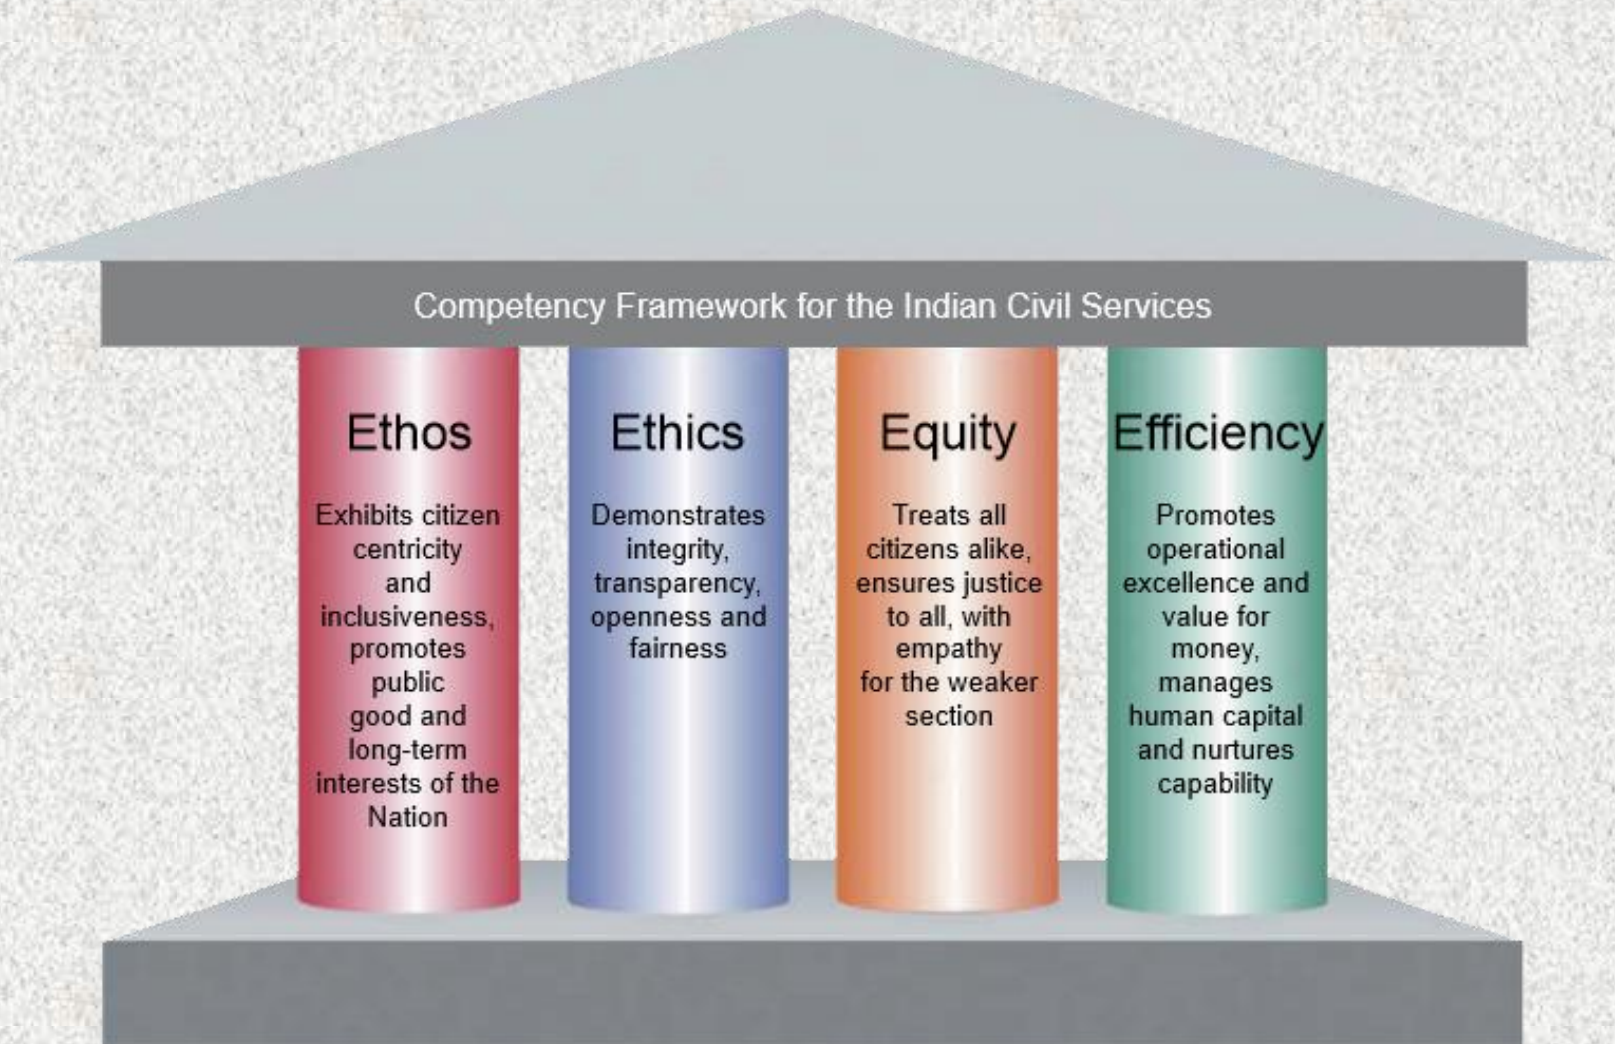 Competency Framework for the Indian Civil Services
Ethos
Exhibits citizen
centricity
and
inclusiveness,
promotes
public
good and
long-term
interests of the
Nation
Ethics
Demonstrates
integrity,
transparency,
openness and
fairness
Equity
Treats all
citizens alike,
ensures justice
to all, with
empathy
for the weaker
section
Efficiency
Promotes
operational
excellence and
value for
money,
manages
human capital
and nurtures
capability